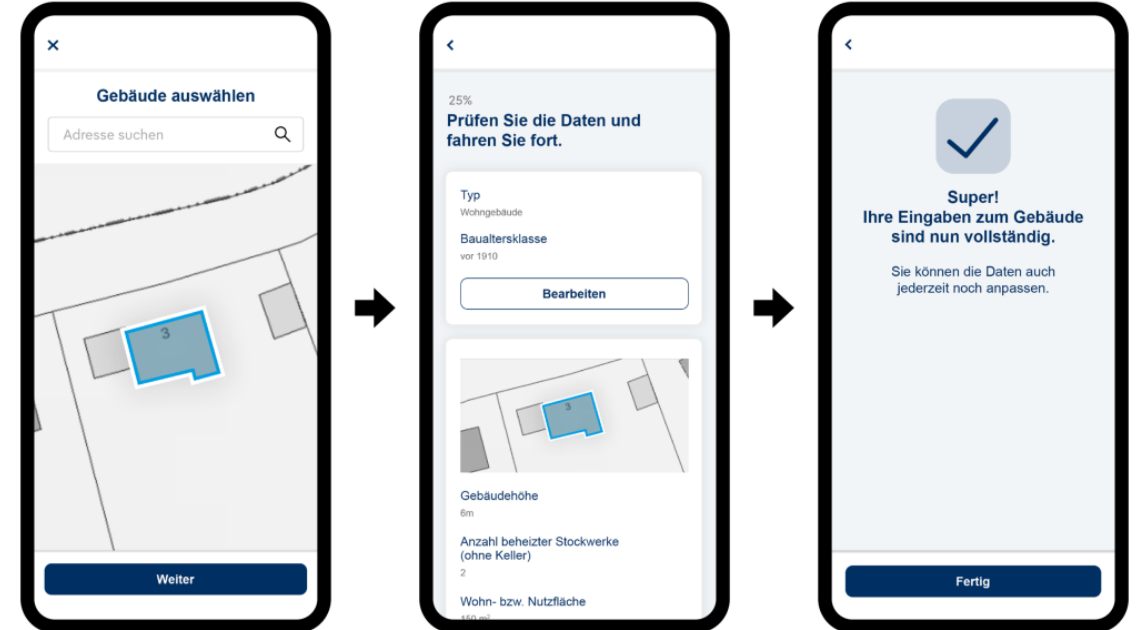 Gebäude auswählen
Adresse suchen
3
Weiter
25%
Prüfen Sie die Daten und
fahren Sie fort.
Typ
Wohngebäude
Baualtersklasse
vor 1910
Bearbeiten
3
Gebäudehöhe
6m
Anzahl beheizter Stockwerke
(ohne Keller)
2
Wohn- bzw. Nutzfläche
150 m²
Super!
Ihre Eingaben zum Gebäude
sind nun vollständig.
Sie können die Daten auch
jederzeit noch anpassen.
Fertig